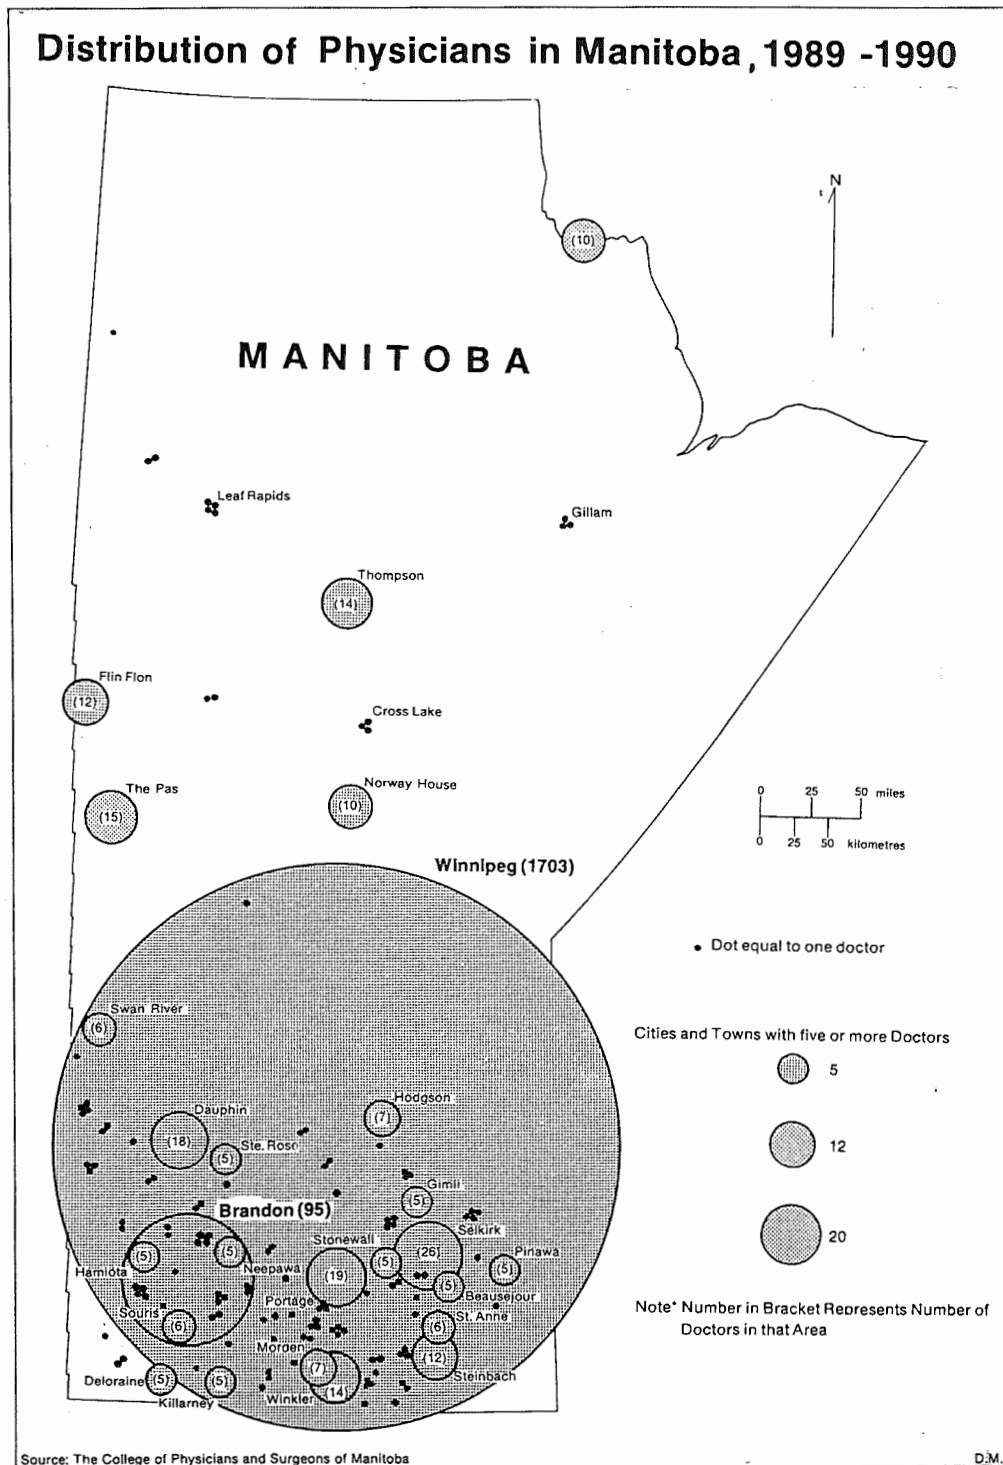 Distribution of Physicians in Manitoba, 1989 -1990
N
(10)
MANITOBA
Leaf Rapids
Gillam
Thompson
(14)
Flin Flon
(12)
Cross Lake
The Pas
(15)
Norway House
(10)
0 25 50 miles
0 25 50 kilometres
Winnipeg (1703)
Dot equal to one doctor
Swan River
(6)
Cities and Towns with five or more Doctors
5
12
20
Hodgson
(7)
Dauphin
(18)
Ste. Rose
(5)
Gimli
(5)
Brandon (95)
Selkirk
(26)
Stonewall
(5)
Pinawa
(5)
Hamiota
(5)
Neepawa
(5)
(19)
Portage
Beausejour
(5)
Souris
(6)
St. Anne
(6)
Note* Number in Bracket Represents Number of
Doctors in that Area
Morden
(7)
Steinbach
(12)
Winkler
(14)
Deloraine
(5)
Killarney
(5)
Source: The College of Physicians and Surgeons of Manitoba
D.M.